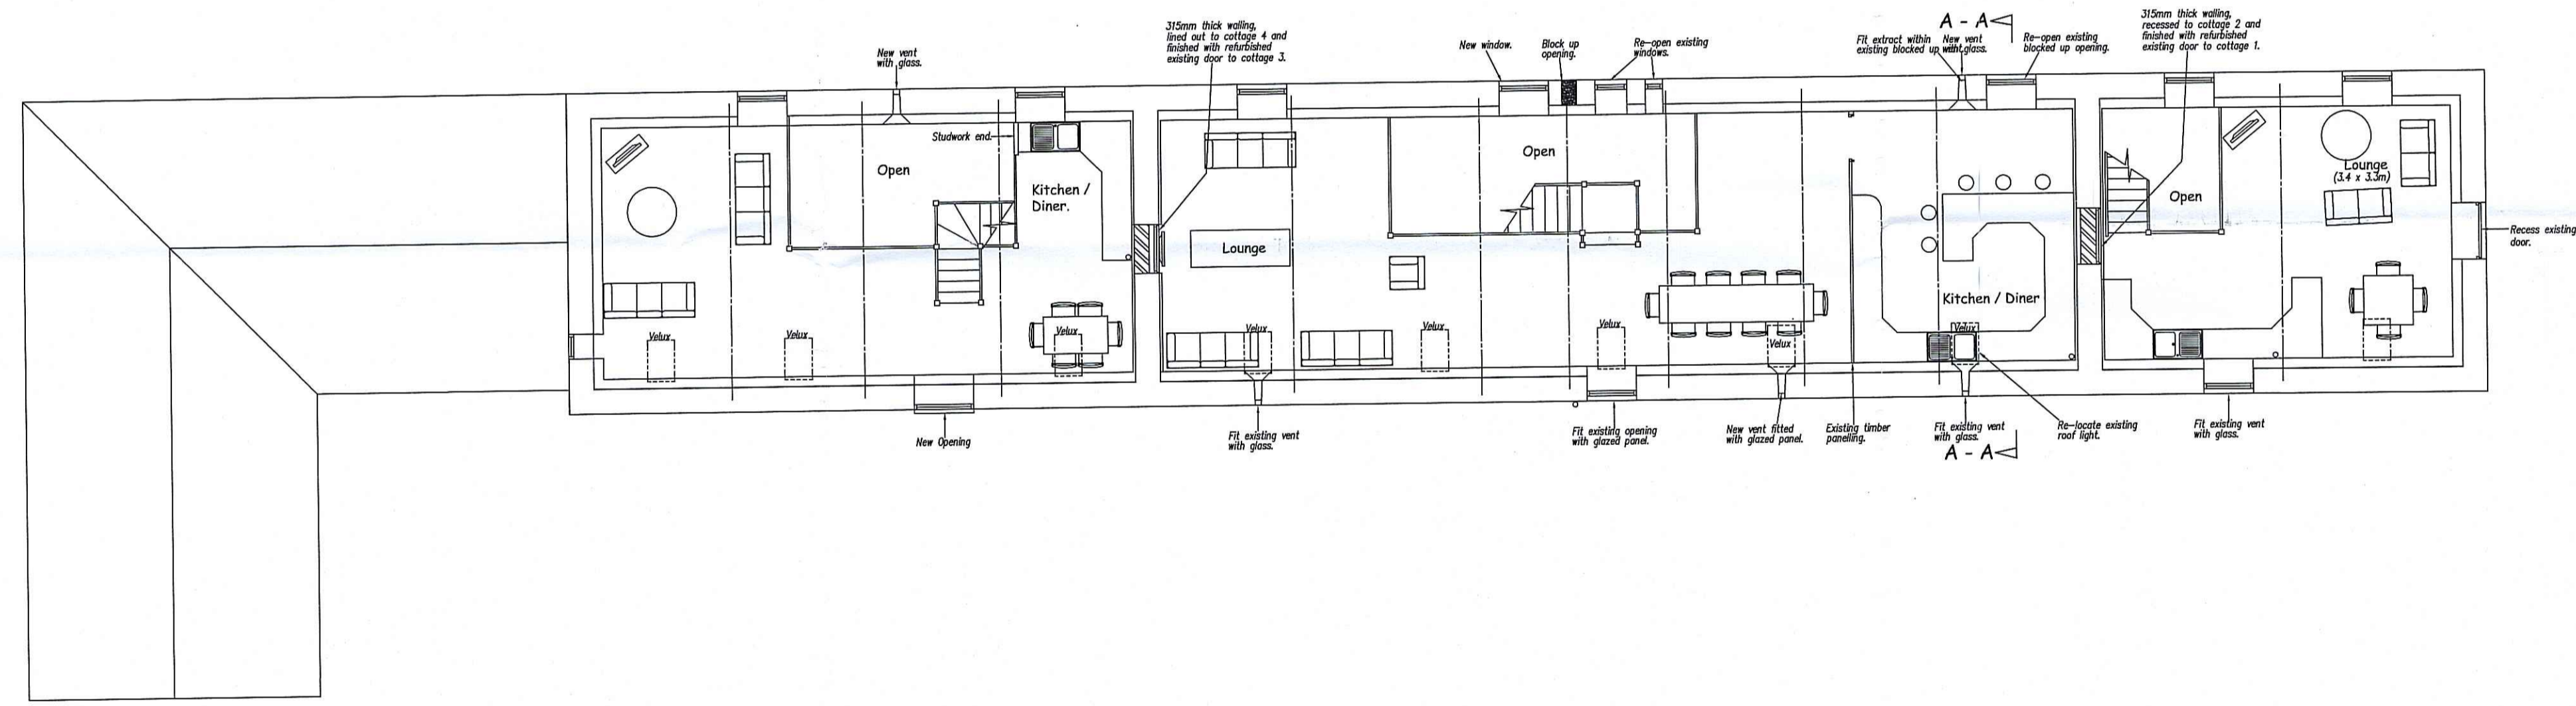 315mm thick walling,
lined out to cottage 4 and
finished with refurbished
existing door to cottage 3.
New vent
with glass.
New window.
Block up
opening.
Re-open existing
windows.
A - A
Fit extract within
existing blocked up vent.
New vent
with glass.
Re-open existing
blocked up opening.
315mm thick walling,
recessed to cottage 2 and
finished with refurbished
existing door to cottage 1.
Studwork end.
Open
Kitchen /
Diner.
Open
Lounge
Open
Lounge
(3.4 x 3.3m)
Recess existing
door.
Kitchen / Diner
Velux
Velux
Velux
Velux
Velux
Velux
Velux
Velux
New Opening
Fit existing vent
with glass.
Fit existing opening
with glazed panel.
New vent fitted
with glazed panel.
Existing timber
panelling.
Fit existing vent
with glass.
Re-locate existing
roof light.
Fit existing vent
with glass.
A - A